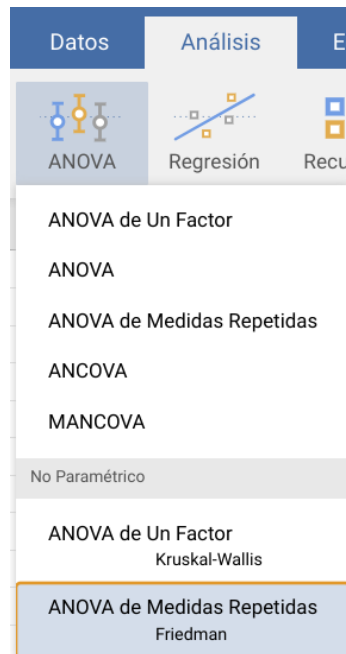 Datos Análisis E
ANOVA Regresión Recu
ANOVA de Un Factor
ANOVA
ANOVA de Medidas Repetidas
ANCOVA
MANCOVA
No Paramétrico
ANOVA de Un Factor
Kruskal-Wallis
ANOVA de Medidas Repetidas
Friedman